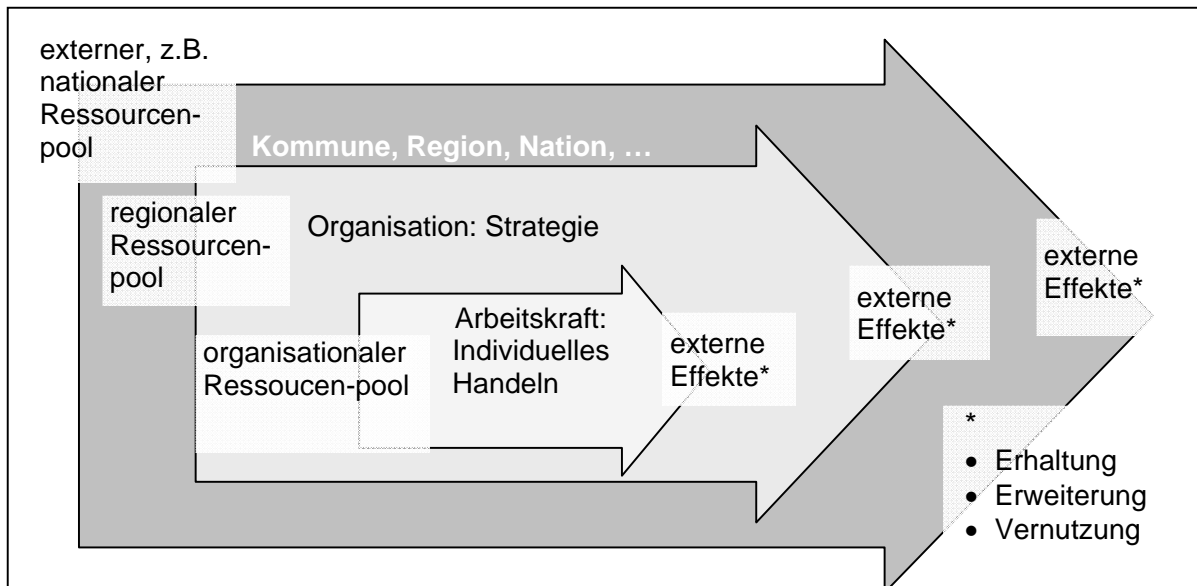 externer, z.B.
nationaler
Ressourcen-
pool
Kommune, Region, Nation, …
regionaler
Ressourcen-
pool
Organisation: Strategie
organisationaler
Ressoucen-pool
Arbeitskraft:
Individuelles
Handeln
externe
Effekte*
externe
Effekte*
externe
Effekte*
*
• Erhaltung
• Erweiterung
• Vernutzung